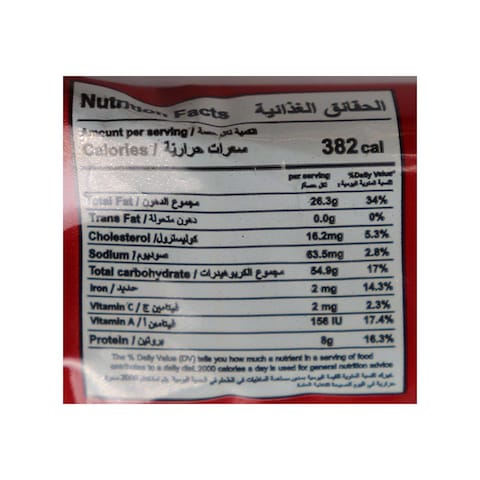 Nutrition Facts الحقائق الغذائية
Amount per serving / الكمية لكل حصة
Calories / سعرات حرارية 382 cal
per serving %Daily Value*
لكل حصة النسبة المئوية اليومية *
Total Fat / مجموع الدهون 26.3g 34%
Trans Fat / دهون متحولة 0.0g 0%
Cholesterol / كوليسترول 16.2mg 5.3%
Sodium / صوديوم 63.5mg 2.8%
Total carbohydrate / مجموع الكربوهيدرات 54.9g 17%
Iron / حديد 2 mg 14.3%
Vitamin C / فيتامين ج 2 mg 2.3%
Vitamin A / فيتامين أ 156 IU 17.4%
Protein / بروتين 8g 16.3%
The % Daily Value (DV) tells you how much a nutrient in a serving of food
to a daily diet. 2000 calories a day is used for general nutrition advice